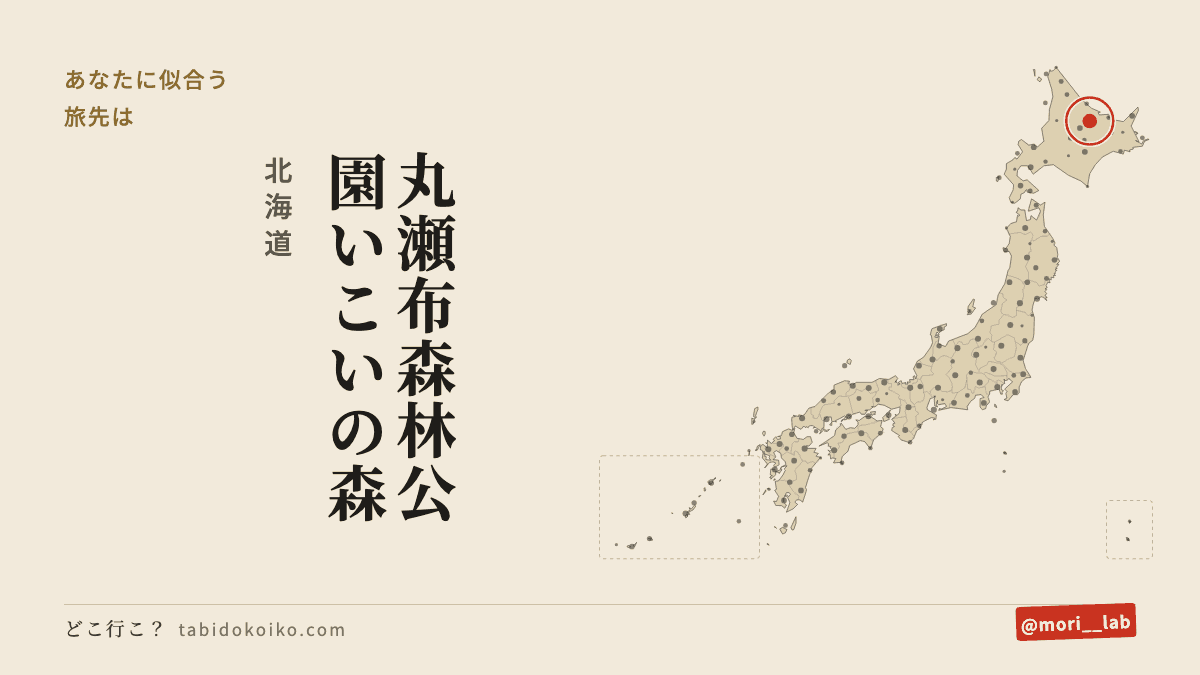 あなたに似合う
旅先は
丸瀬布森林公
園いこいの森
北海道
どこ行こ？ tabidokoiko.com
@mori__lab